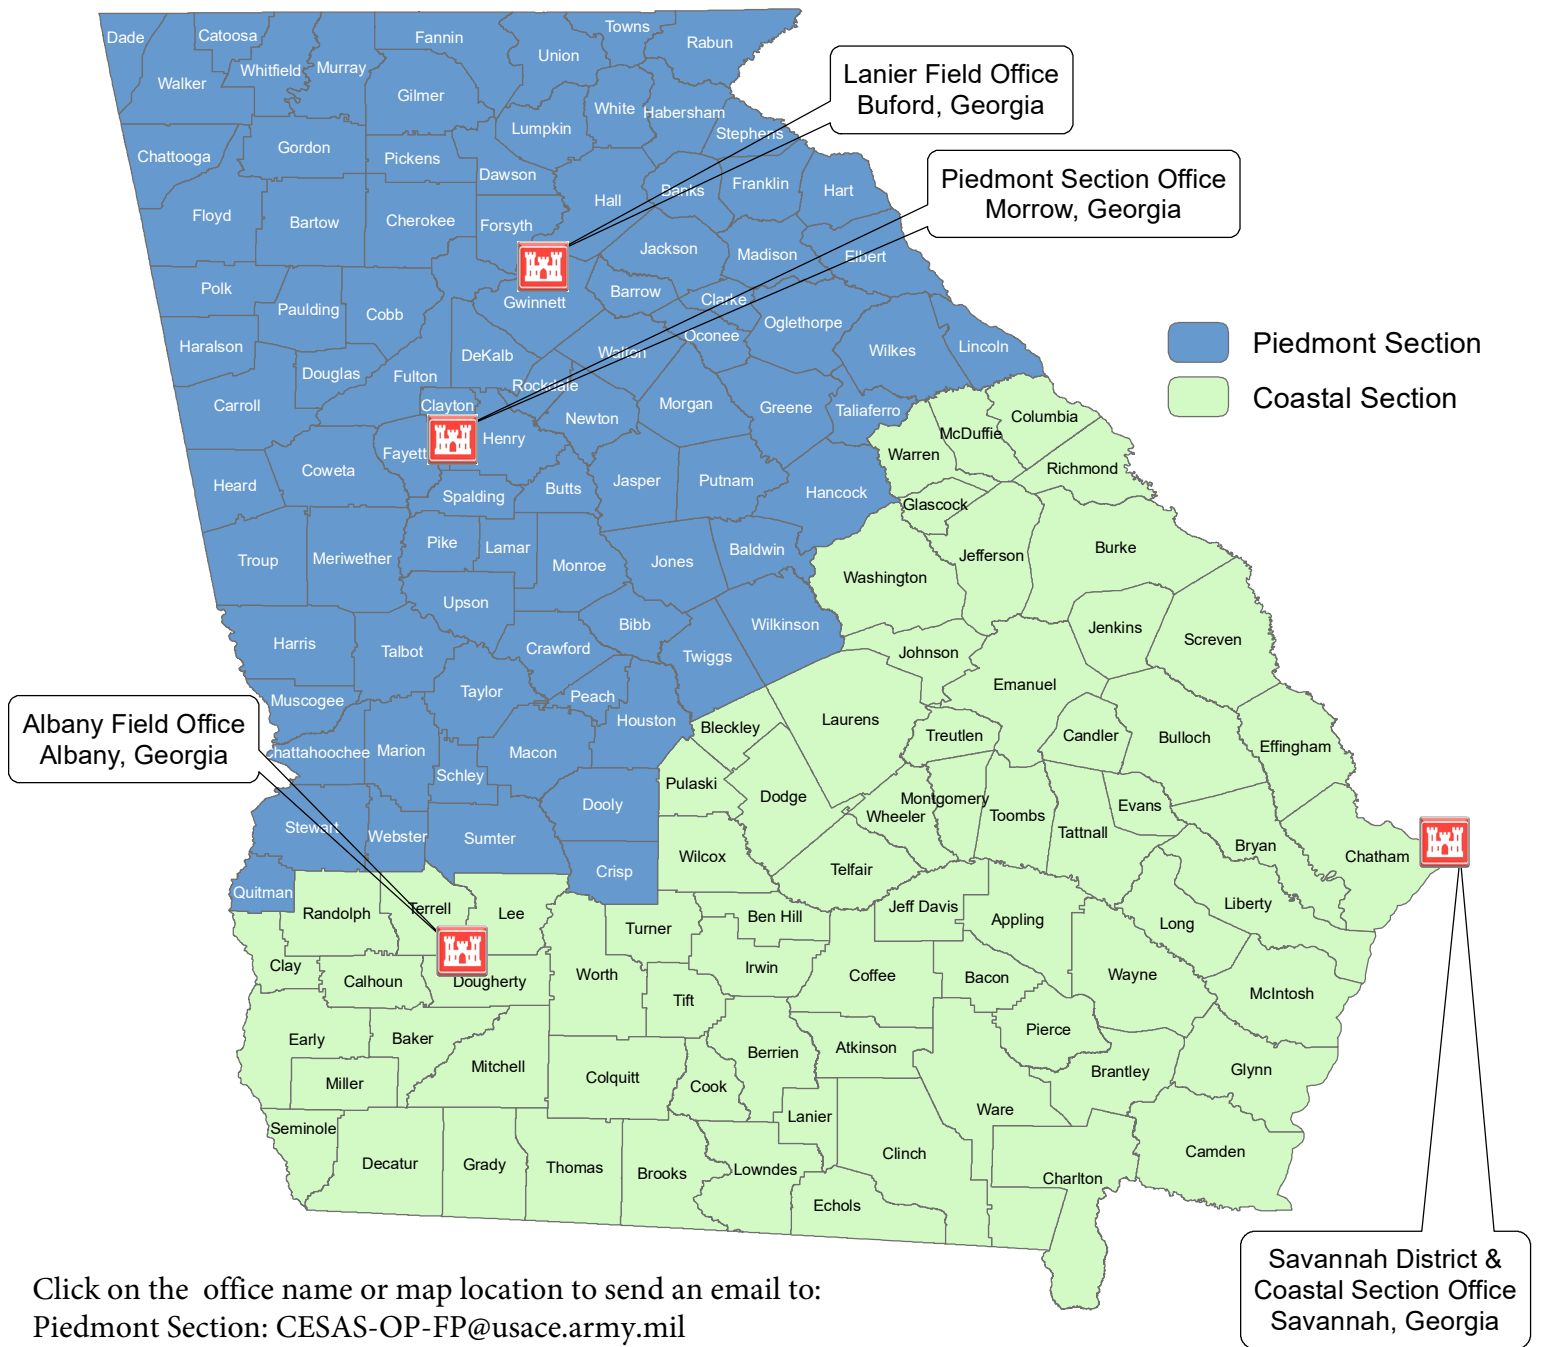 Dade
Catoosa
Fannin
Towns
Rabun
Union
Whitfield
Murray
Walker
Gilmer
White
Habersham
Lumpkin
Stephens
Lanier Field Office
Buford, Georgia
Chattooga
Gordon
Pickens
Dawson
Hall
Banks
Franklin
Hart
Piedmont Section Office
Morrow, Georgia
Floyd
Bartow
Cherokee
Forsyth
Jackson
Madison
Elbert
Polk
Paulding
Cobb
Gwinnett
Barrow
Clarke
Oglethorpe
Oconee
Haralson
DeKalb
Walton
Wilkes
Lincoln
Piedmont Section
Douglas
Fulton
Rockdale
Carroll
Clayton
Newton
Morgan
Greene
Taliaferro
Coastal Section
Columbia
McDuffie
Warren
Richmond
Henry
Fayett
Coweta
Heard
Spalding
Butts
Jasper
Putnam
Hancock
Glascock
Troup
Meriwether
Pike
Lamar
Monroe
Jones
Baldwin
Washington
Jefferson
Burke
Upson
Bibb
Wilkinson
Jenkins
Screven
Harris
Talbot
Crawford
Twiggs
Johnson
Emanuel
Muscogee
Taylor
Peach
Houston
Bleckley
Laurens
Treutlen
Candler
Bulloch
Effingham
Albany Field Office
Albany, Georgia
hattahoochee
Marion
Schley
Macon
Dooly
Pulaski
Dodge
Wheeler
Montgomery
Toombs
Tattnall
Evans
Bryan
Chatham
Stewart
Webster
Sumter
Crisp
Wilcox
Telfair
Quitman
Randolph
Terrell
Lee
Turner
Ben Hill
Jeff Davis
Appling
Long
Liberty
Clay
Calhoun
Dougherty
Worth
Irwin
Coffee
Bacon
Wayne
McIntosh
Tift
Early
Baker
Pierce
Mitchell
Berrien
Atkinson
Brantley
Glynn
Miller
Colquitt
Cook
Lanier
Ware
Seminole
Decatur
Grady
Thomas
Brooks
Lowndes
Clinch
Charlton
Camden
Echols
Savannah District &
Coastal Section Office
Savannah, Georgia
Click on the  office name or map location to send an email to:
Piedmont Section: CESAS-OP-FP@usace.army.mil